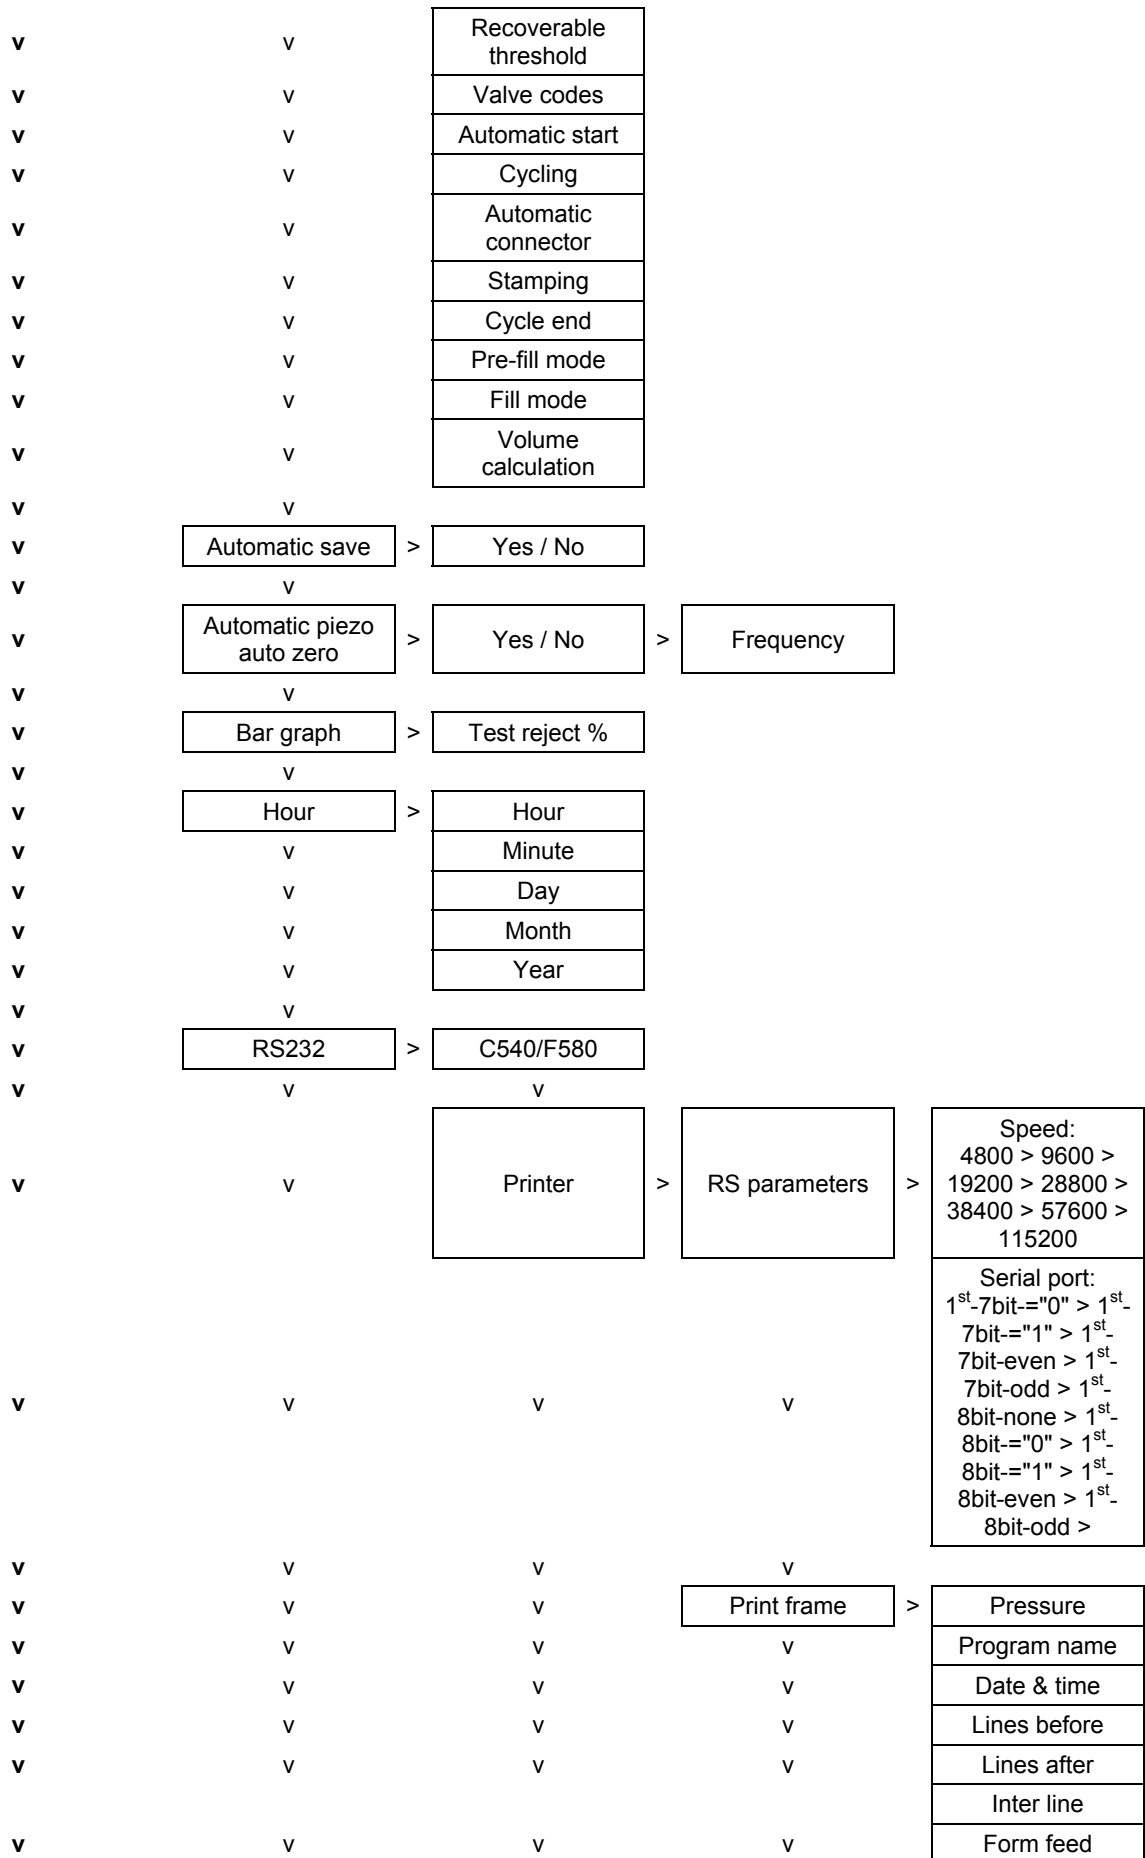 v v Recoverable
threshold
v v Valve codes
v v Automatic start
v v Cycling
v v Automatic
connector
v v Stamping
v v Cycle end
v v Pre-fill mode
v v Fill mode
v v Volume
calculation
v v
v Automatic save > Yes / No
v v
v Automatic piezo
auto zero > Yes / No > Frequency
v v
v Bar graph > Test reject %
v v
v Hour > Hour
v v Minute
v v Day
v v Month
v v Year
v v
v RS232 > C540/F580
v v v
v v Printer > RS parameters > Speed:
4800 > 9600 >
19200 > 28800 >
38400 > 57600 >
115200
v v v v Serial port:
1st-7bit-="0" > 1st-
7bit-="1" > 1st-
7bit-even > 1st-
7bit-odd > 1st-
8bit-none > 1st-
8bit-="0" > 1st-
8bit-="1" > 1st-
8bit-even > 1st-
8bit-odd >
v v v v
v v v Print frame > Pressure
v v v v Program name
v v v v Date & time
v v v v Lines before
v v v v Lines after
Inter line
v v v v Form feed